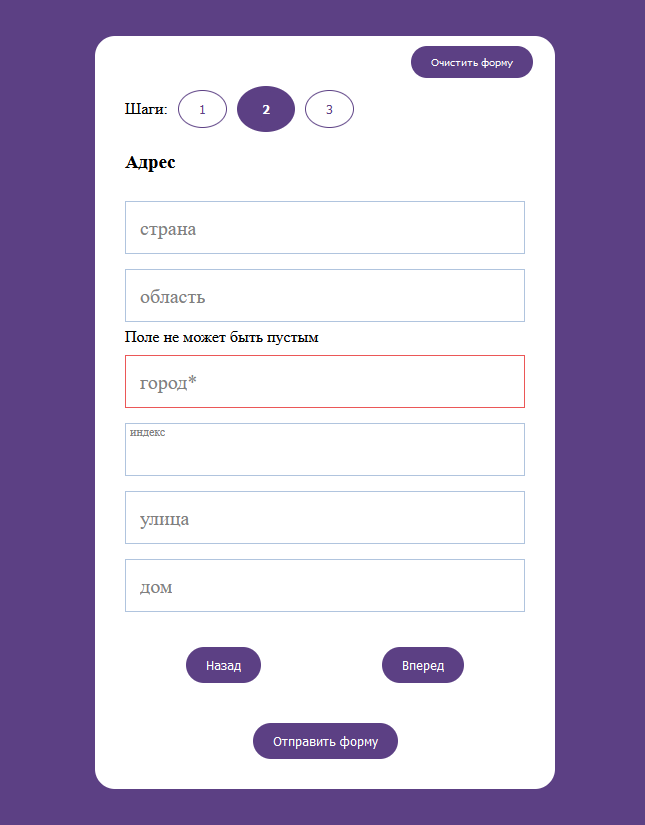 Очистить форму
Шаги: 1 2 3
Адрес
страна
область
Поле не может быть пустым
город*
индекс
улица
дом
Назад Вперед
Отправить форму